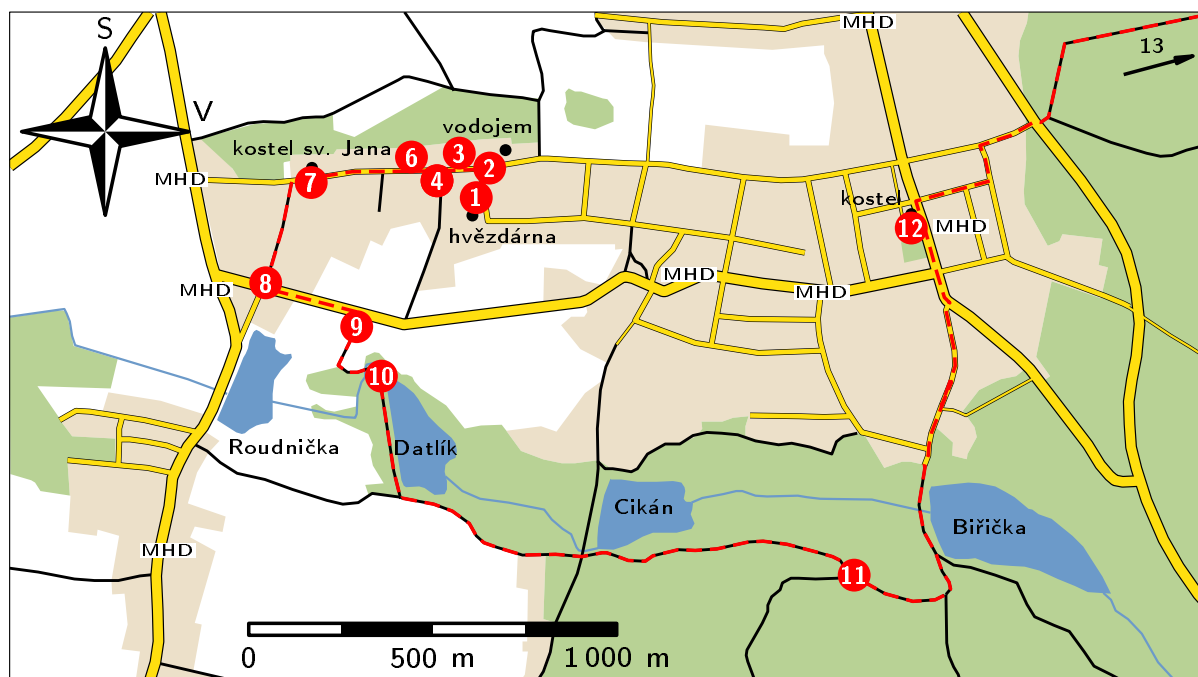 S
MHD
13
V
vodojem
kostel sv. Jana
6
3
2
MHD
7
4
1
kostel
hvězdárna
12
MHD
MHD
8
MHD
MHD
9
10
Roudnička
Datlík
Cikán
Biřička
MHD
11
0
500 m
1 000 m